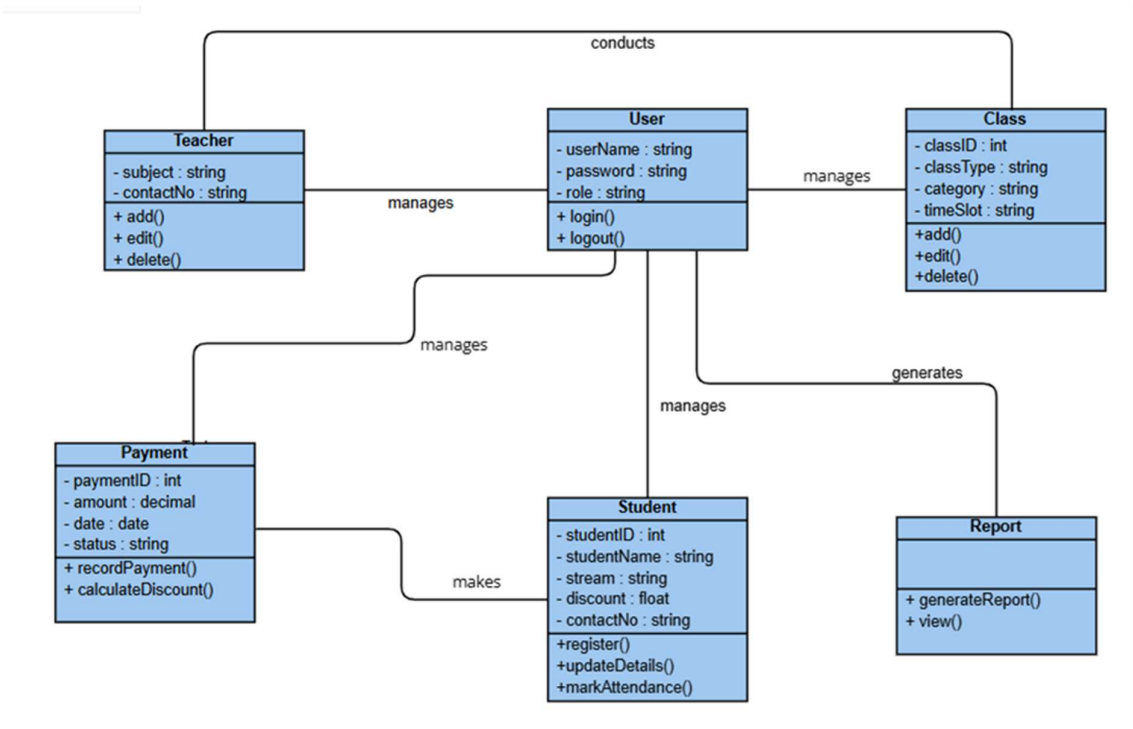 conducts
Teacher
- subject : string
- contactNo : string
+ add()
+ edit()
+ delete()
manages
User
- userName : string
- password : string
- role : string
+ login()
+ logout()
manages
Class
- classID : int
- classType : string
- category : string
- timeSlot : string
+add()
+edit()
+delete()
manages
manages
generates
Payment
- paymentID : int
- amount : decimal
- date : date
- status : string
+ recordPayment()
+ calculateDiscount()
makes
Student
- studentID : int
- studentName : string
- stream : string
- discount : float
- contactNo : string
+register()
+updateDetails()
+markAttendance()
Report
+ generateReport()
+ view()